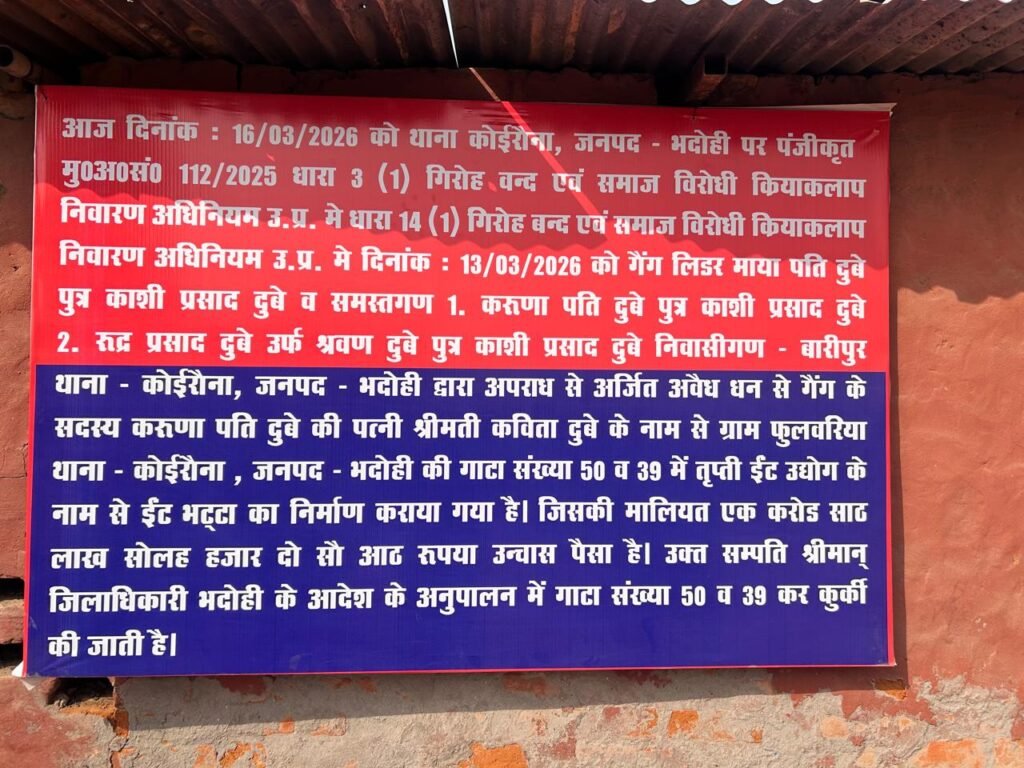 आज दिनांक : 16/03/2026 को थाना कोईरौना, जनपद - भदोही पर पंजीकृत
मु0अ0सं0 112/2025 धारा 3 (1) गिरोह वन्द एवं समाज विरोधी कियाकलाप
निवारण अधिनियम उ.प्र. मे धारा 14 (1) गिरोह बन्द एवं समाज विरोधी कियाकलाप
निवारण अधिनियम उ.प्र. मे दिनांक : 13/03/2026 को गैंग लिडर माया पति दुबे
पुत्र काशी प्रसाद दुबे व समस्तगण 1. करूणा पति दुबे पुत्र काशी प्रसाद दुबे
2. रूद्र प्रसाद दुबे उर्फ श्रवण दुबे पुत्र काशी प्रसाद दुबे निवासीगण - बारीपुर
थाना - कोईरौना, जनपद - भदोही द्वारा अपराध से अर्जित अवैध धन से गैंग के
सदस्य करूणा पति दुबे की पत्नी श्रीमती कविता दुबे के नाम से ग्राम फुलवरिया
थाना - कोईरौना , जनपद - भदोही की गाटा संख्या 50 व 39 में तृप्ती ईंट उद्योग के
नाम से ईंट भट्टा का निर्माण कराया गया है। जिसकी मालियत एक करोड साठ
लाख सोलह हजार दो सौ आठ रूपया उन्चास पैसा है। उक्त सम्पति श्रीमान्
जिलाधिकारी भदोही के आदेश के अनुपालन में गाटा संख्या 50 व 39 कर कुर्की
की जाती है।